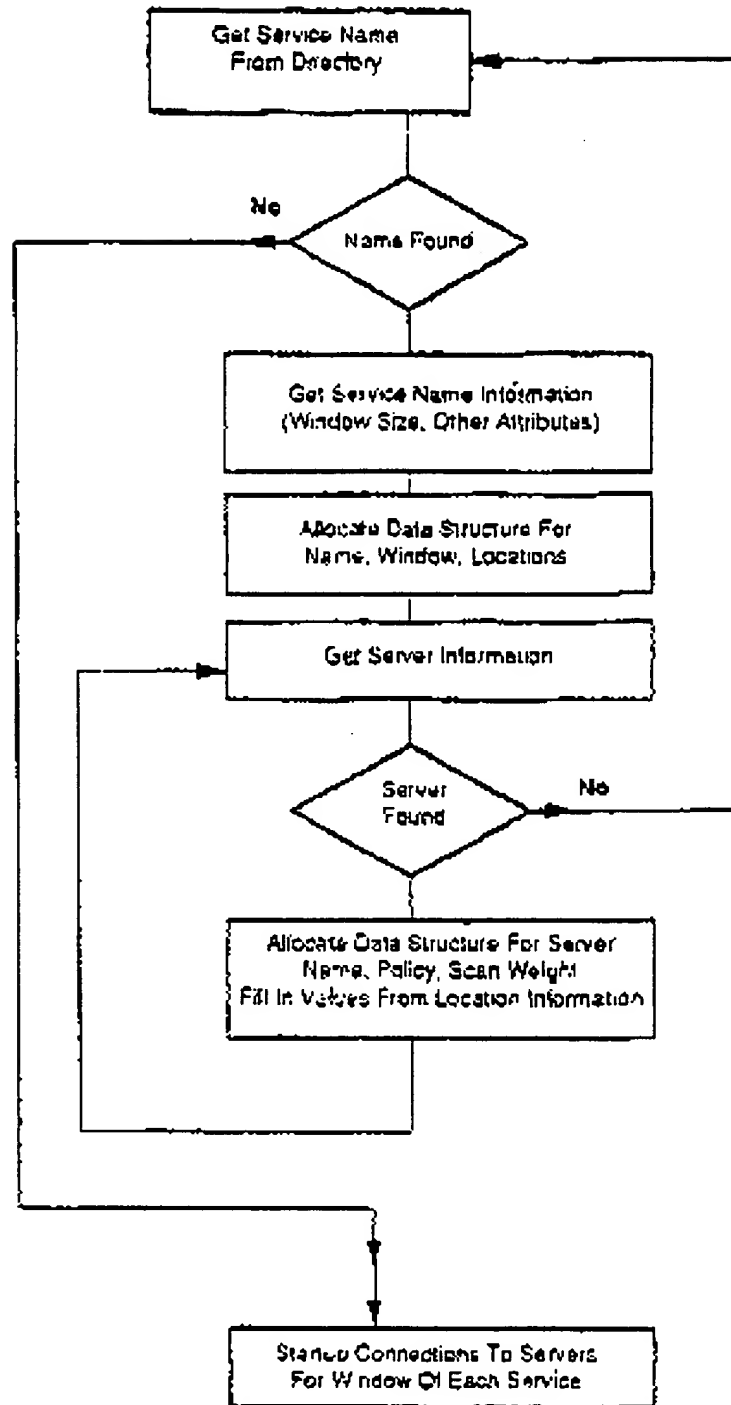 Get Service Name
From Directory
No
Name Found
Get Service Name Information
(Window Size, Other Attributes)
Allocate Data Structure For
Name, Window, Locations
Get Server Information
Server
Found
No
Allocate Data Structure For Server
Name, Policy, Scan Weight
Fill In Values From Location Information
Startup Connections To Servers
For Window Of Each Service